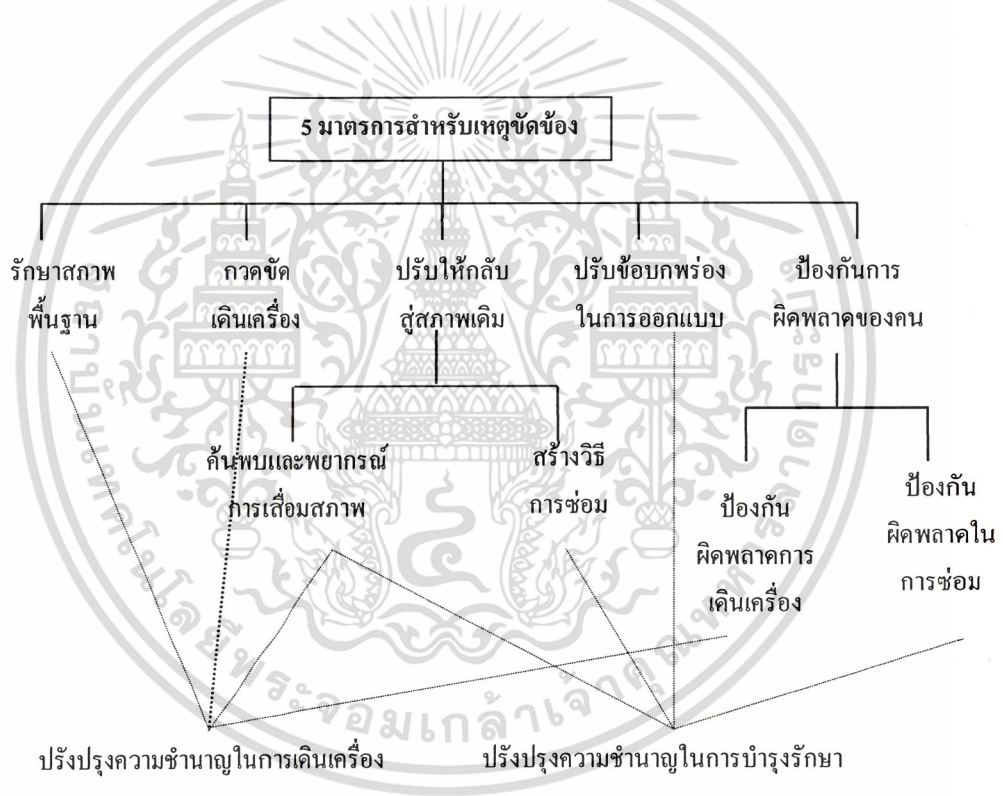 5 มาตรการสำหรับเหตุขัดข้อง
รักษาสภาพ
พื้นฐาน
กวดขัด
เดินเครื่อง
ปรับให้กลับ
สู่สภาพเดิม
ปรับข้อบกพร่อง
ในการออกแบบ
ป้องกันการ
ผิดพลาดของคน
ค้นพบและพยากรณ์
การเสื่อมสภาพ
สร้างวิธี
การซ่อม
ป้องกัน
ผิดพลาดการ
เดินเครื่อง
ป้องกัน
ผิดพลาดใน
การซ่อม
ปรังปรุงความชำนาญในการเดินเครื่อง
ปรังปรุงความชำนาญในการบำรุงรักษา